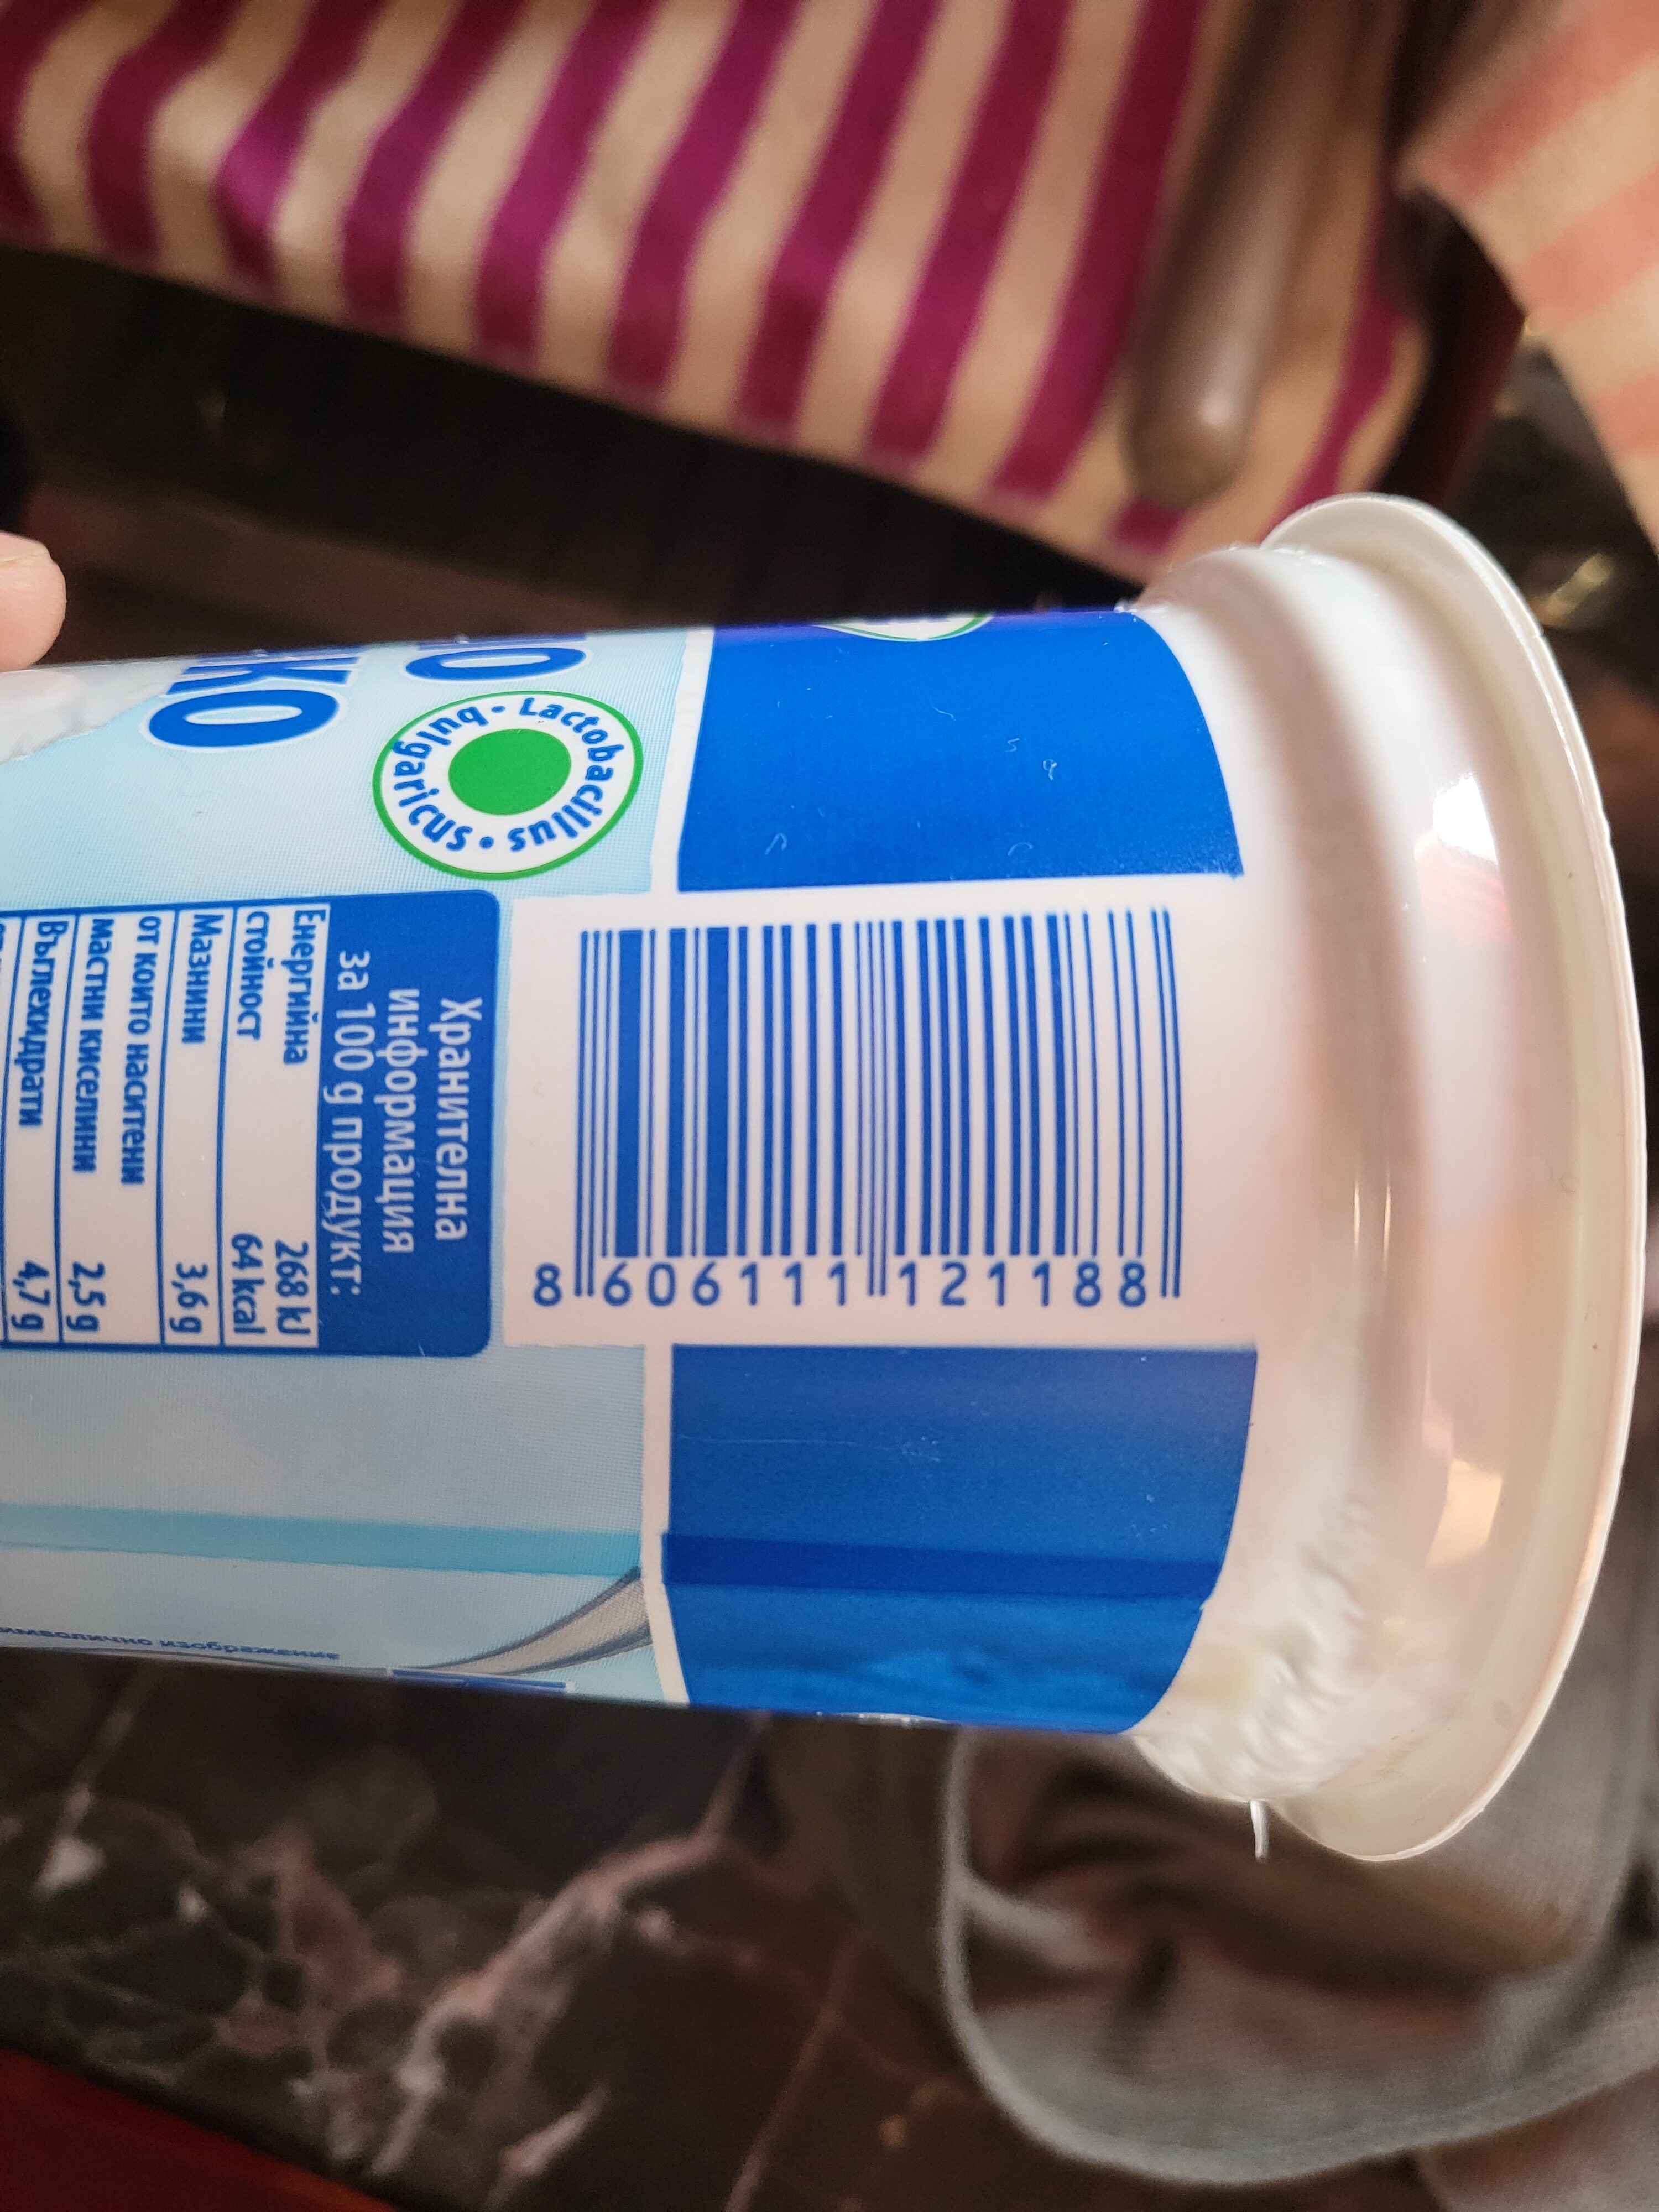 Lactobacillus • bulgaricus •
8 606111 121188
Хранителна
информация
за 100 g продукт:
Енергийна 268 kJ
стойност 64 kcal
Мазнини 3,6 g
от които наситени
мастни киселини 2,5 g
Въглехидрати 4,7 g